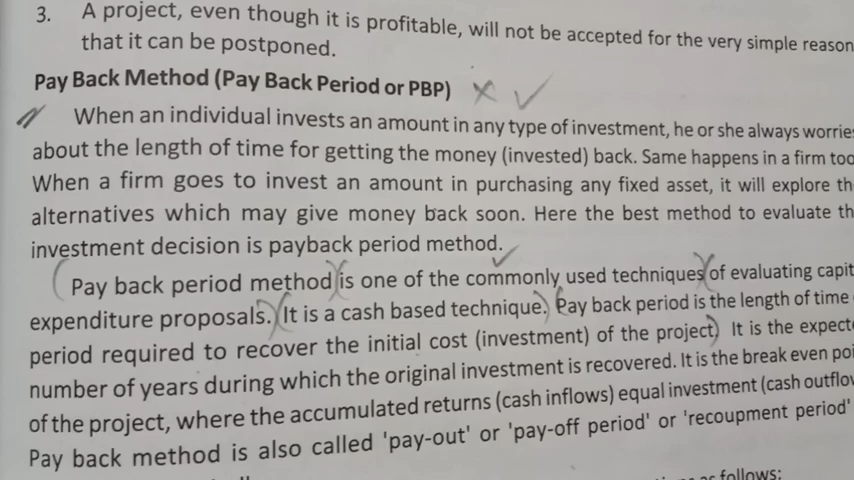 3. A project, even though it is profitable, will not be accepted for the very simple reason
that it can be postponed.
Pay Back Method (Pay Back Period or PBP)
When an individual invests an amount in any type of investment, he or she always worries
about the length of time for getting the money (invested) back. Same happens in a firm too
When a firm goes to invest an amount in purchasing any fixed asset, it will explore th
alternatives which may give money back soon. Here the best method to evaluate th
investment decision is payback period method.
Pay back period method is one of the commonly used techniques of evaluating capit
expenditure proposals. It is a cash based technique. Pay back period is the length of time
period required to recover the initial cost (investment) of the project) It is the expect
number of years during which the original investment is recovered. It is the break even poi
of the project, where the accumulated returns (cash inflows) equal investment (cash outflow
Pay back method is also called 'pay-out' or 'pay-off period' or 'recoupment period'
as follows: